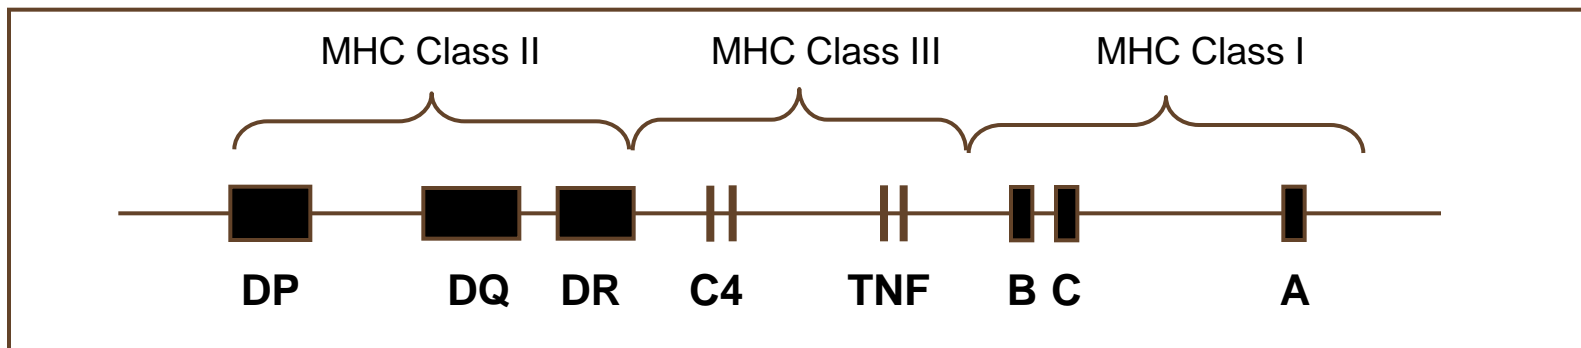 MHC Class II MHC Class III MHC Class I
DP DQ DR C4 TNF B C A